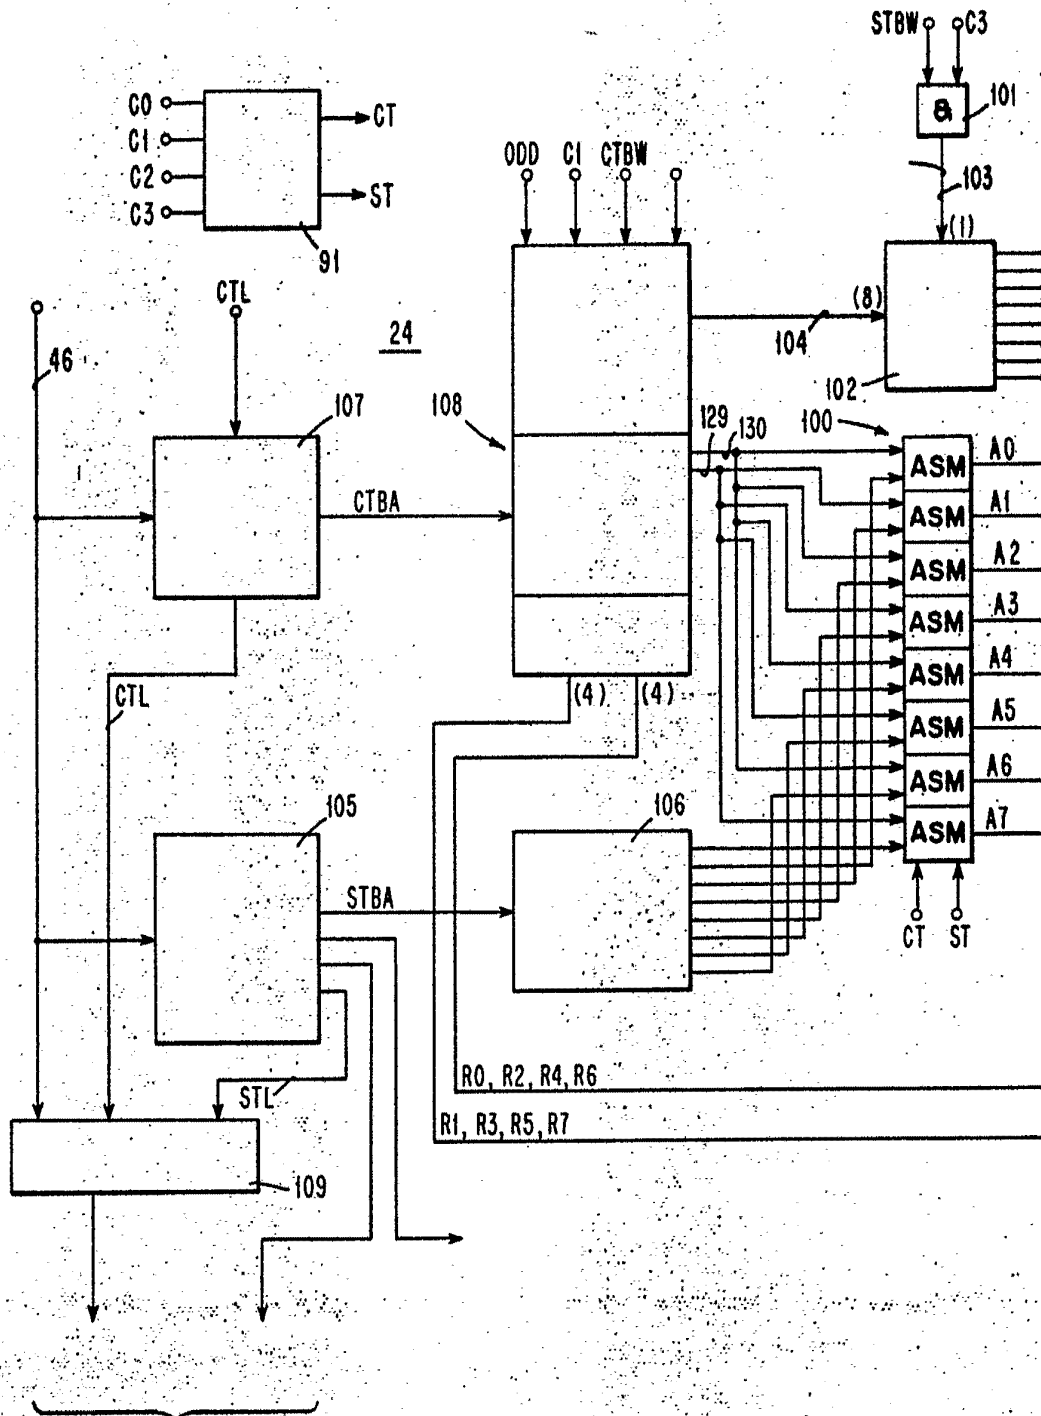 STBW C3
& 101
103
(1)
C0 CT
C1
C2 ST
C3
91
ODD C1 CTBW
CTL
24
46
107
108
(8)
104
102
129 130
100
CTBA
ASM A0
ASM A1
ASM A2
ASM A3
ASM A4
ASM A5
ASM A6
ASM A7
CT ST
(4) (4)
CTL
105
106
STBA
STL
R0, R2, R4, R6
R1, R3, R5, R7
109